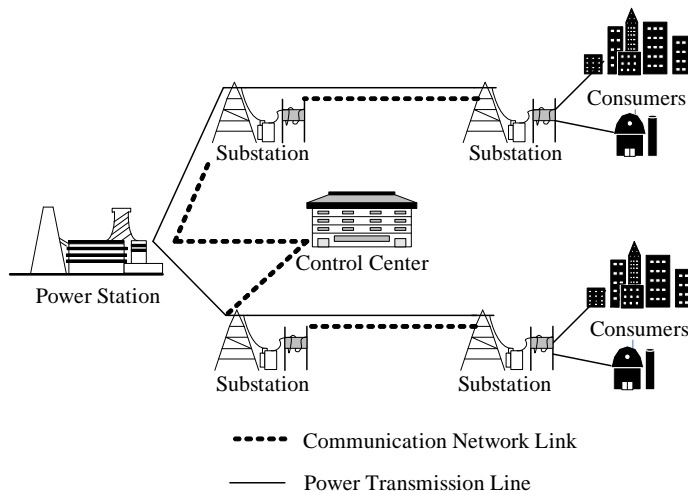 Consumers
Substation
Substation
Control Center
Power Station
Consumers
Substation
Substation
Communication Network Link
Power Transmission Line